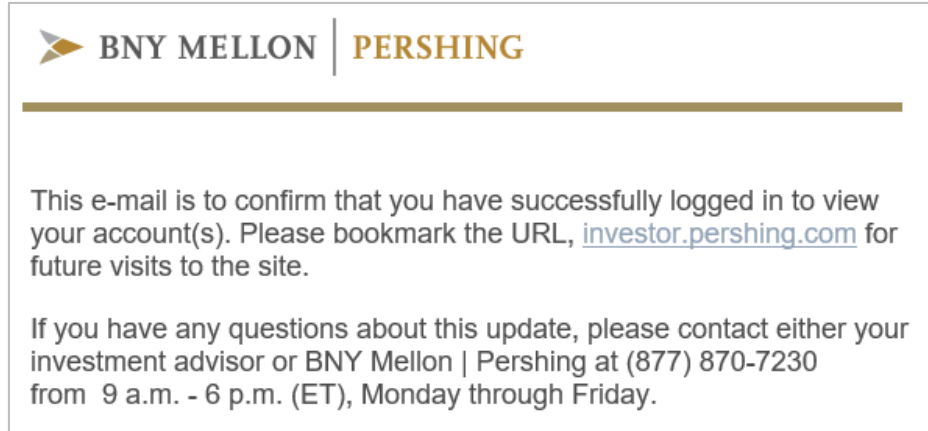 BNY MELLON | PERSHING
This e-mail is to confirm that you have successfully logged in to view
your account(s). Please bookmark the URL, investor.pershing.com for
future visits to the site.
If you have any questions about this update, please contact either your
investment advisor or BNY Mellon | Pershing at (877) 870-7230
from  9 a.m. - 6 p.m. (ET), Monday through Friday.